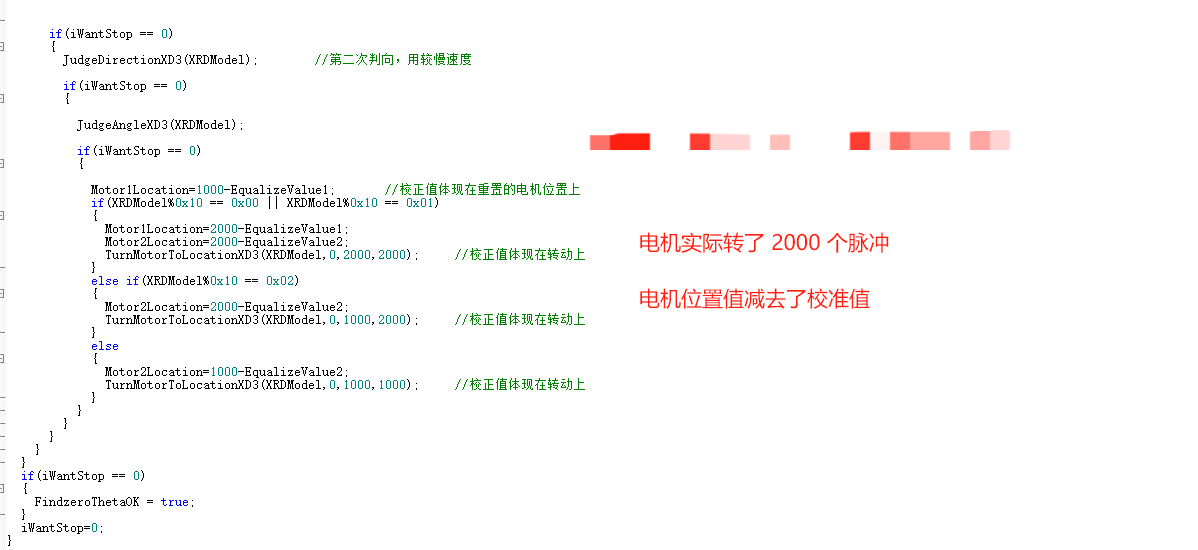 if(iWantStop == 0)
{
JudgeDirectionXD3(XRDModel); //第二次判向，用较慢速度
if(iWantStop == 0)
{
JudgeAngleXD3(XRDModel);
if(iWantStop == 0)
{
Motor1Location=1000-EqualizeValue1; //校正值体现在重置的电机位置上
if(XRDModel%0x10 == 0x00 || XRDModel%0x10 == 0x01)
{
Motor1Location=2000-EqualizeValue1;
Motor2Location=2000-EqualizeValue2;
TurnMotorToLocationXD3(XRDModel,0,2000,2000); //校正值体现在转动上
}
else if(XRDModel%0x10 == 0x02)
{
Motor2Location=2000-EqualizeValue2;
TurnMotorToLocationXD3(XRDModel,0,1000,2000); //校正值体现在转动上
}
else
{
Motor2Location=1000-EqualizeValue2;
TurnMotorToLocationXD3(XRDModel,0,1000,1000); //校正值体现在转动上
}
}
}
}
}
}
if(iWantStop == 0)
{
FindzeroThetaOK = true;
}
iWantStop=0;
}
电机实际转了 2000 个脉冲
电机位置值减去了校准值